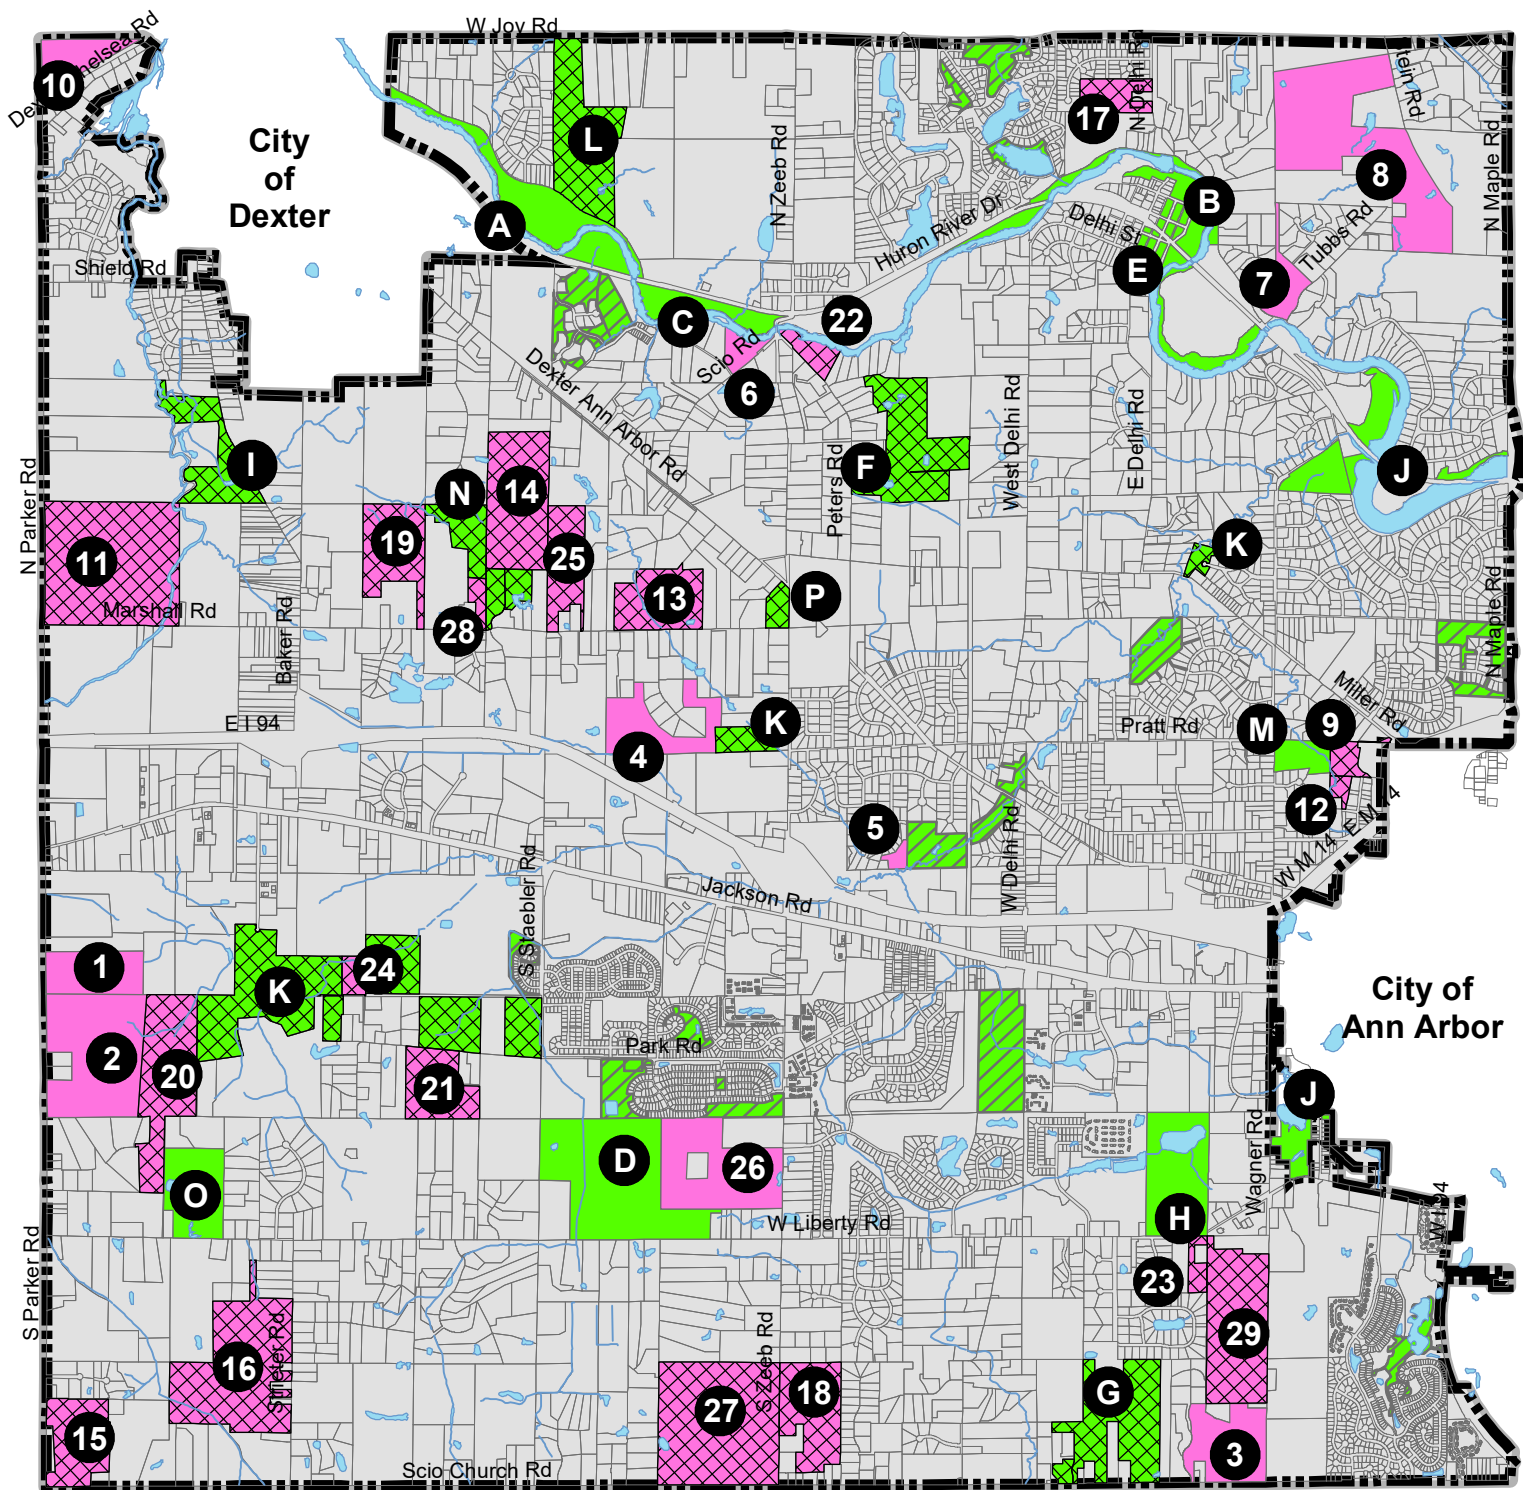 W Joy Rd
Dexter Chelsea Rd
10
City
of
Dexter
L
17
N Delhi Rd
stein Rd
N Maple Rd
8
N Zeeb Rd
A
B
Huron River Dr
Delhi St
Tubbs Rd
E
7
Shield Rd
C
22
Scio Rd
6
Dexter Ann Arbor Rd
N Parker Rd
I
N
14
F
Peters Rd
West Delhi Rd
E Delhi Rd
J
11
19
25
K
Marshall Rd
Baker Rd
28
13
P
N Maple Rd
E I 94
4
K
Pratt Rd
M
9
Miller Rd
5
12
W M 14
E M 14
W Delhi Rd
S Staebler Rd
Jackson Rd
1
24
K
City of
Ann Arbor
2
20
21
Park Rd
J
D
26
O
W Liberty Rd
H
Wagner Rd
W I 94
S Parker Rd
23
29
16
Strieter Rd
27
S Zeeb Rd
18
G
15
Scio Church Rd
3